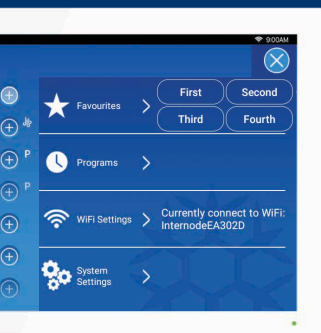 9:00AM
First Second
Favourites
Third Fourth
P
Programs
P
Currently connect to WiFi:
WiFi Settings
InternodeEA302D
System
Settings